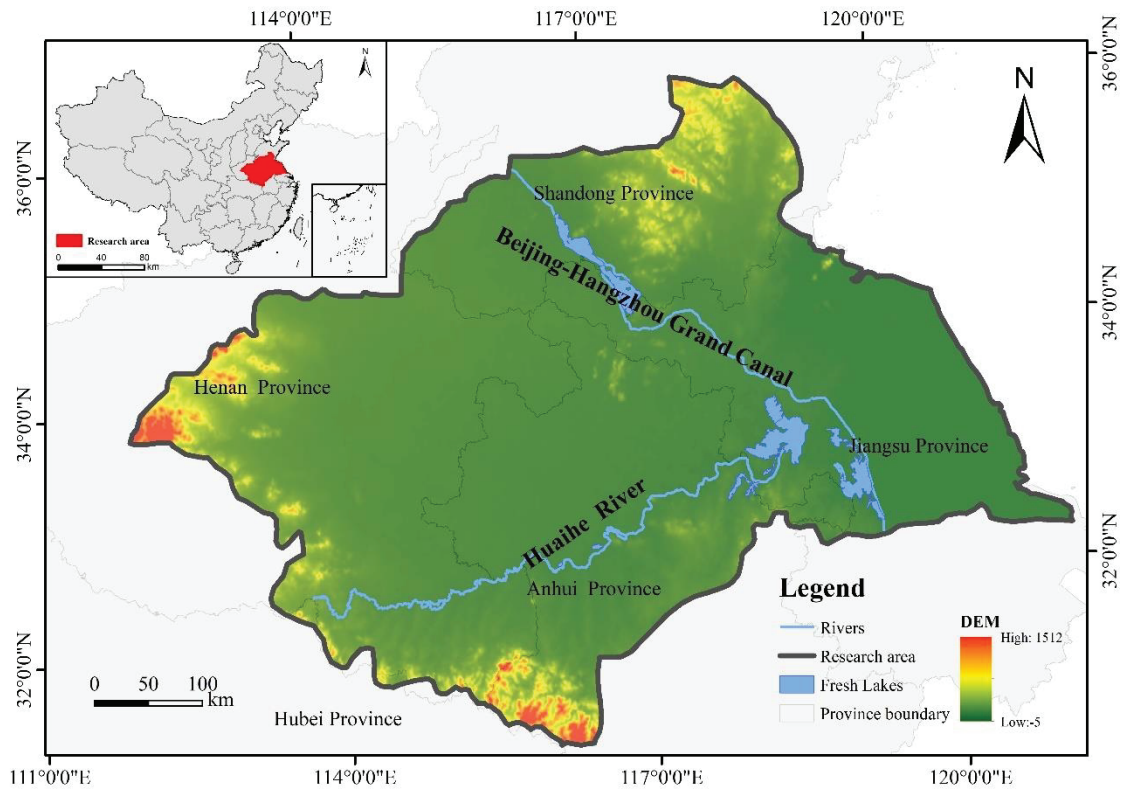 114°0'0"E
117°0'0"E
120°0'0"E
N
Research area
0 40 80
km
N
36°0'0"N
36°0'0"N
34°0'0"N
34°0'0"N
32°0'0"N
32°0'0"N
Shandong Province
Beijing-Hangzhou Grand Canal
Henan Province
Jiangsu Province
Huaihe River
Anhui Province
Hubei Province
0 50 100
km
Legend
Rivers
Research area
Fresh Lakes
Province boundary
DEM
High: 1512
Low:-5
111°0'0"E
114°0'0"E
117°0'0"E
120°0'0"E